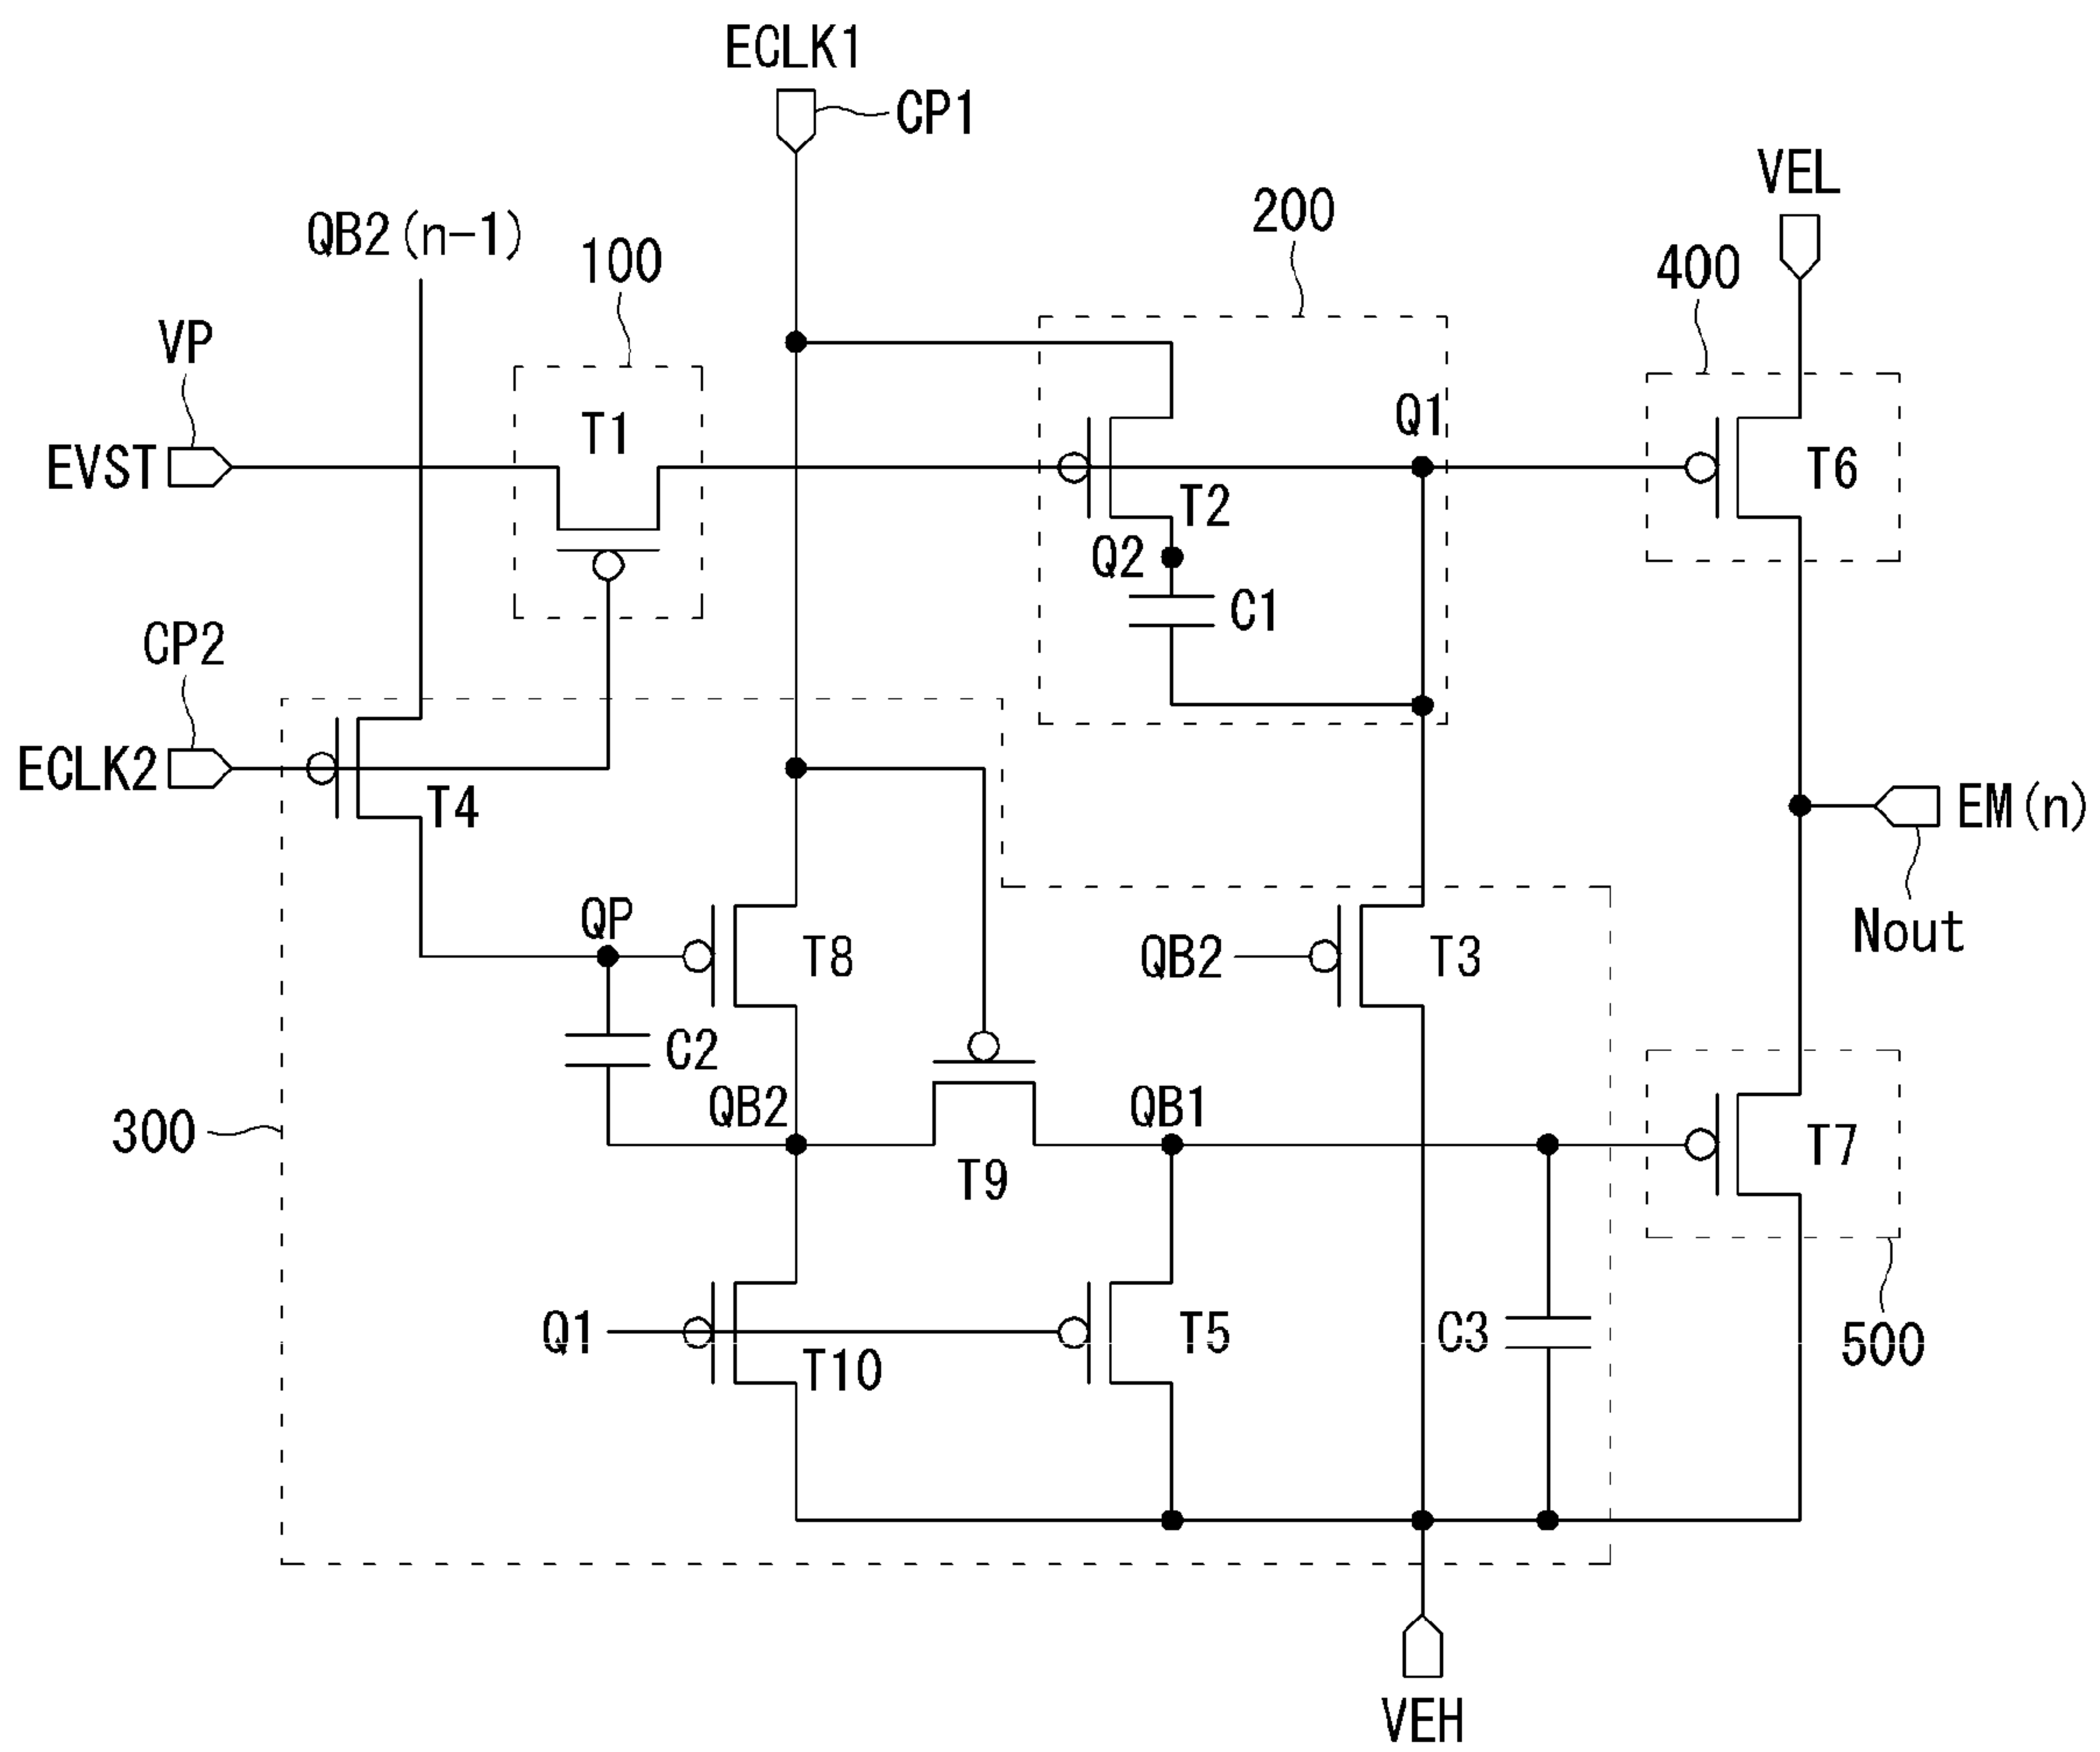 ECLK1
CP1
VEL
QB2(n-1)
200
100
400
VP
T1
Q1
EVST
T6
T2
Q2
C1
CP2
ECLK2
T4
EM(n)
QP
T8
QB2
T3
Nout
C2
QB2
QB1
300
T7
T9
Q1
T10
T5
C3
500
VEH